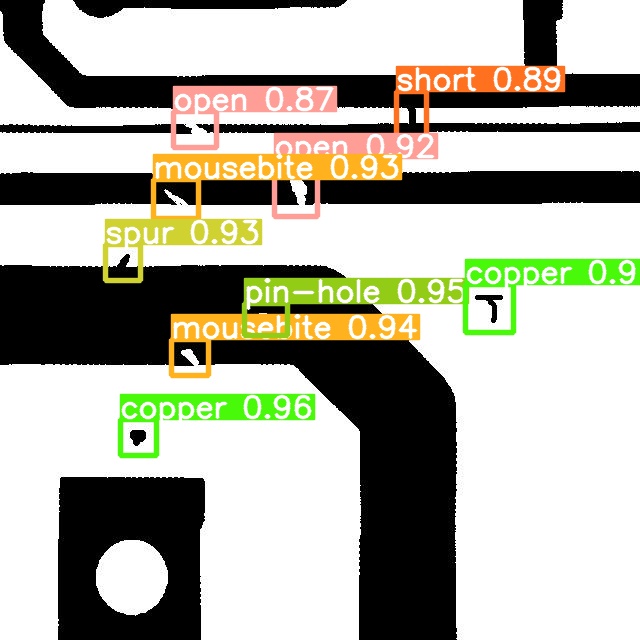 short 0.89
open 0.87
open 0.92
mousebite 0.93
spur 0.93
copper 0.9
pin-hole 0.95
mousebite 0.94
copper 0.96